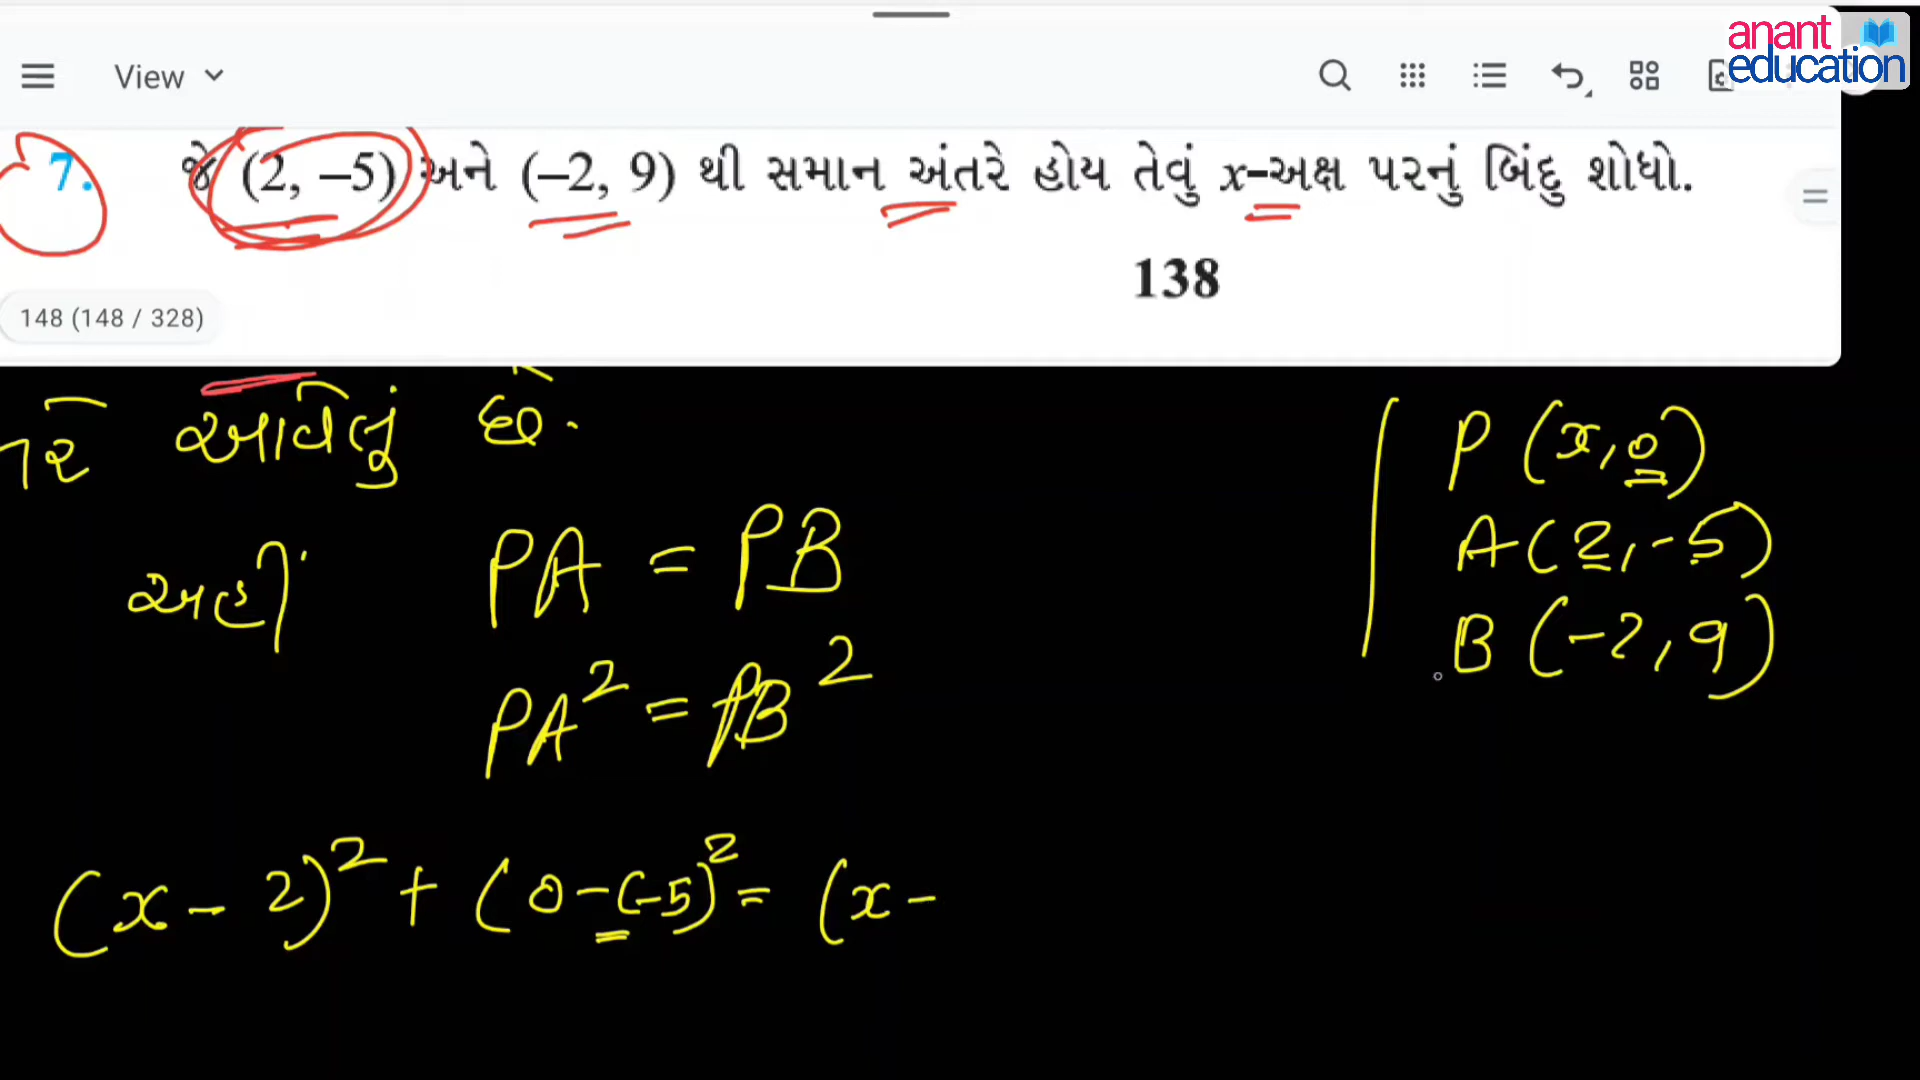 anant education
View
7. જે (2, –5) અને (–2, 9) થી સમાન અંતરે હોય તેવું x-અક્ષ પરનું બિંદુ શોધો.
138
148 (148 / 328)
આવેલું છે.
P (x, 0)
A (2, -5)
B (-2, 9)
અહીં PA = PB
PA² = PB²
(x - 2)² + (0 - (-5)² = (x -